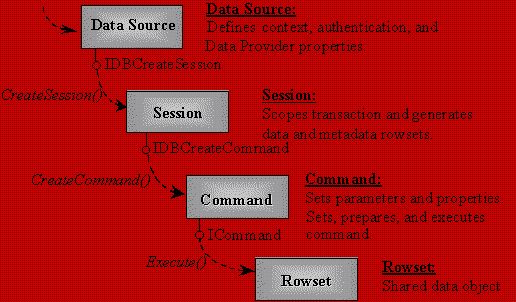 Data Source
Data Source:
Defines context, authentication, and
Data Provider properties.
IDBCreateSession
CreateSession()
Session
Session:
Scopes transaction and generates
data and metadata rowsets.
IDBCreateCommand
CreateCommand()
Command
Command:
Sets parameters and properties.
Sets, prepares, and executes
command.
ICommand
Execute()
Rowset
Rowset:
Shared data object